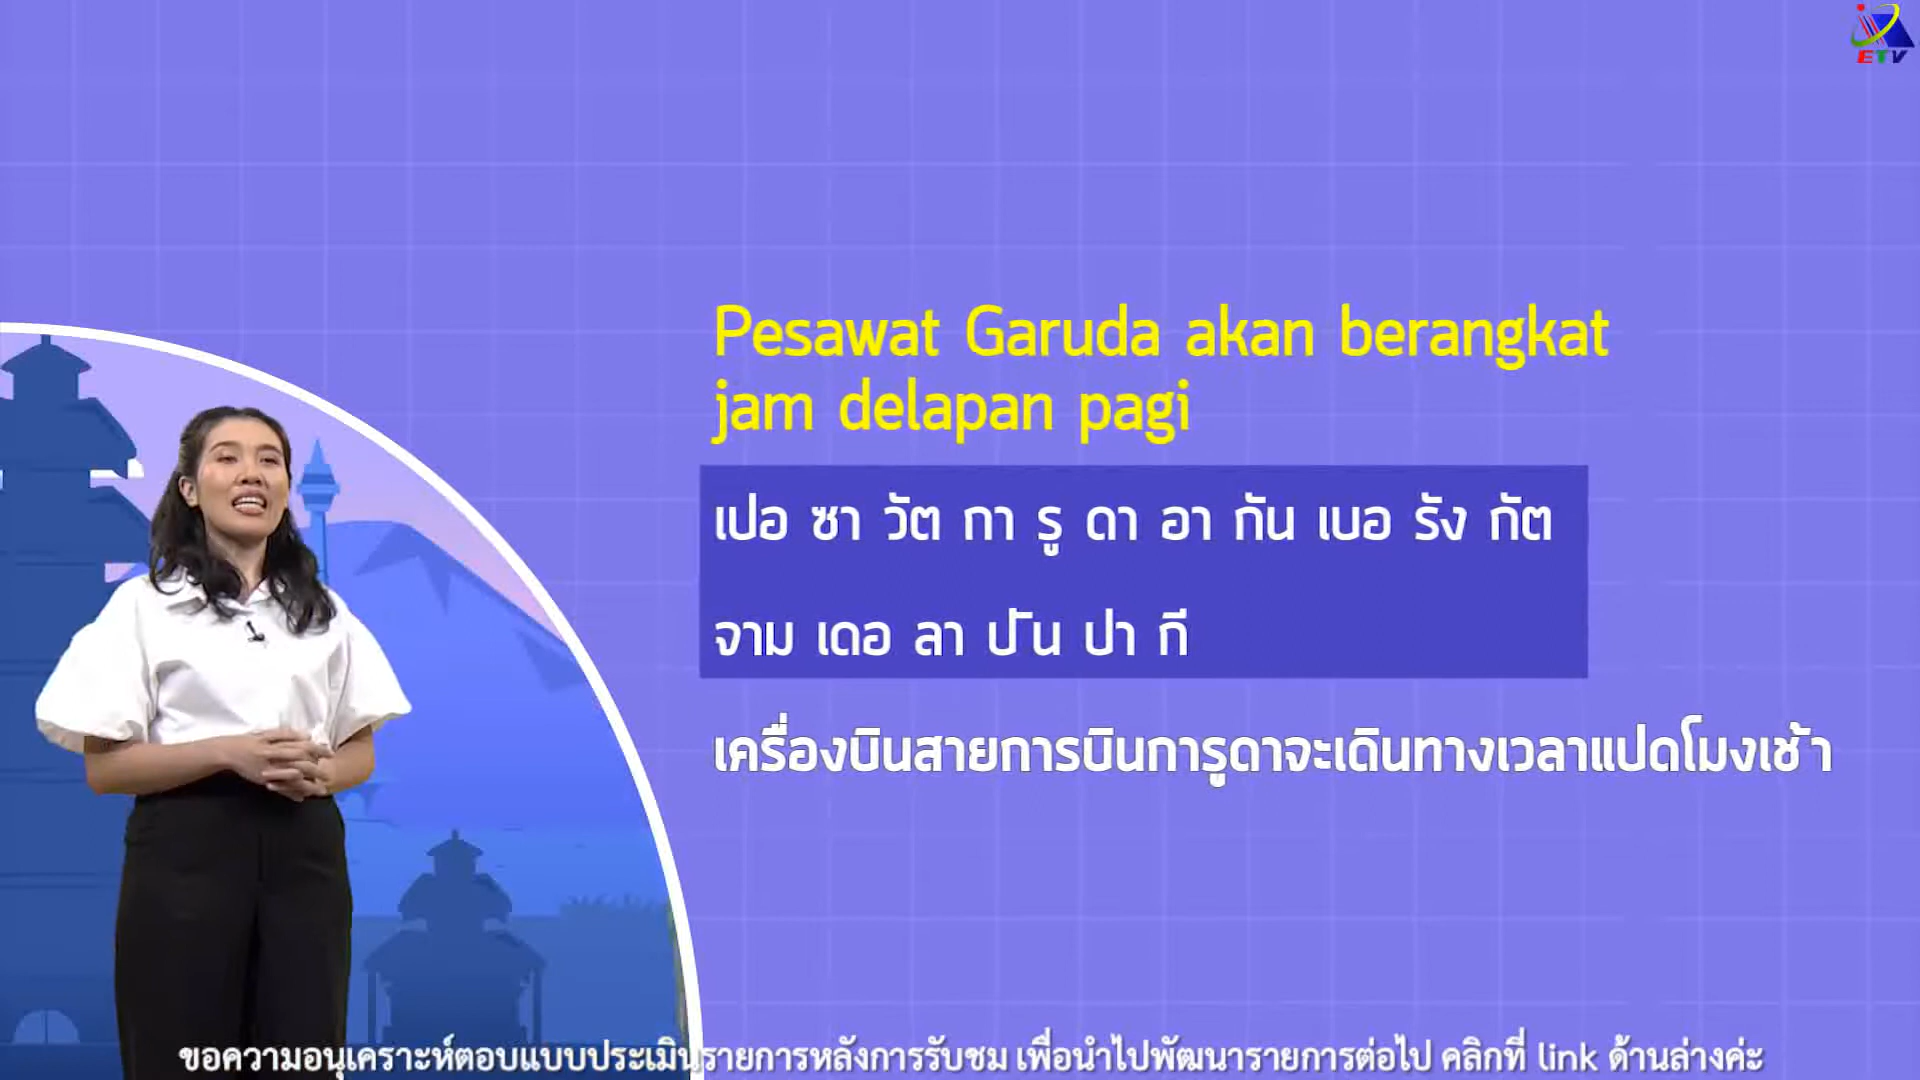 ETV
Pesawat Garuda akan berangkat
jam delapan pagi
เปอ ซา วัต กา รู ดา อา กัน เบอ รัง กัต
จาม เดอ ลา ปัน ปา กี
เครื่องบินสายการบินการูดาจะเดินทางเวลาแปดโมงเช้า
ขอความอนุเคราะห์ตอบแบบประเมินรายการหลังการรับชม เพื่อนำไปพัฒนารายการต่อไป คลิกที่ link ด้านล่างค่ะ